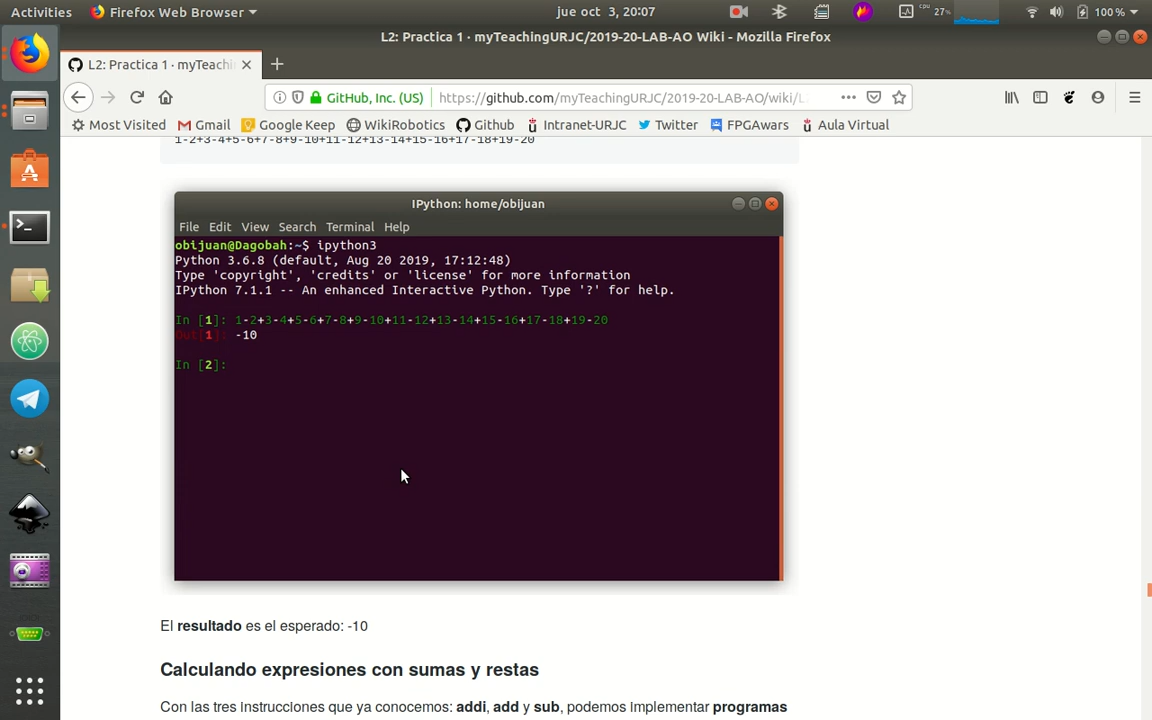 Activities Firefox Web Browser jue oct 3, 20:07 cpu 27% 100 %
L2: Practica 1 · myTeachingURJC/2019-20-LAB-AO Wiki - Mozilla Firefox
L2: Practica 1 · myTeachi
GitHub, Inc. (US) https://github.com/myTeachingURJC/2019-20-LAB-AO/wiki/L
Most Visited Gmail Google Keep WikiRobotics Github Intranet-URJC Twitter FPGAwars Aula Virtual
1-2+3-4+5-6+7-8+9-10+11-12+13-14+15-16+17-18+19-20
IPython: home/obijuan
File Edit View Search Terminal Help
obijuan@Dagobah:~$ ipython3
Python 3.6.8 (default, Aug 20 2019, 17:12:48)
Type 'copyright', 'credits' or 'license' for more information
IPython 7.1.1 -- An enhanced Interactive Python. Type '?' for help.
In [1]: 1-2+3-4+5-6+7-8+9-10+11-12+13-14+15-16+17-18+19-20
Out[1]: -10
In [2]:
El resultado es el esperado: -10
Calculando expresiones con sumas y restas
Con las tres instrucciones que ya conocemos: addi, add y sub, podemos implementar programas